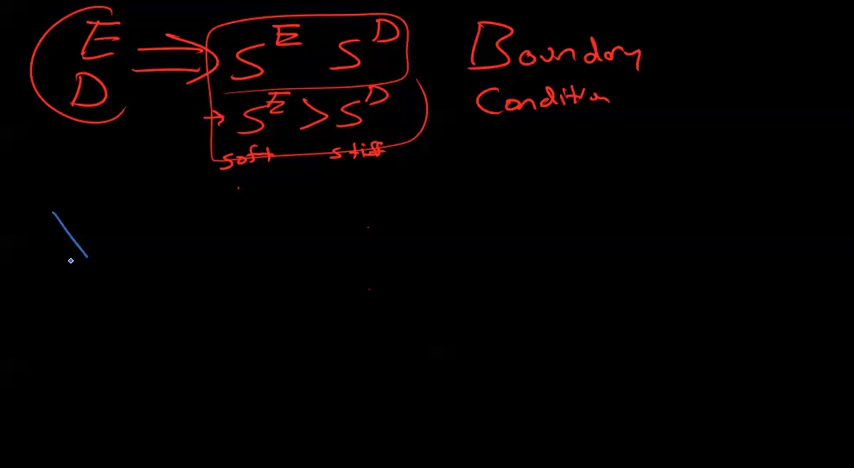 E ⇒ S^E S^D Boundary
D
→ S^E > S^D Condition
soft stiff